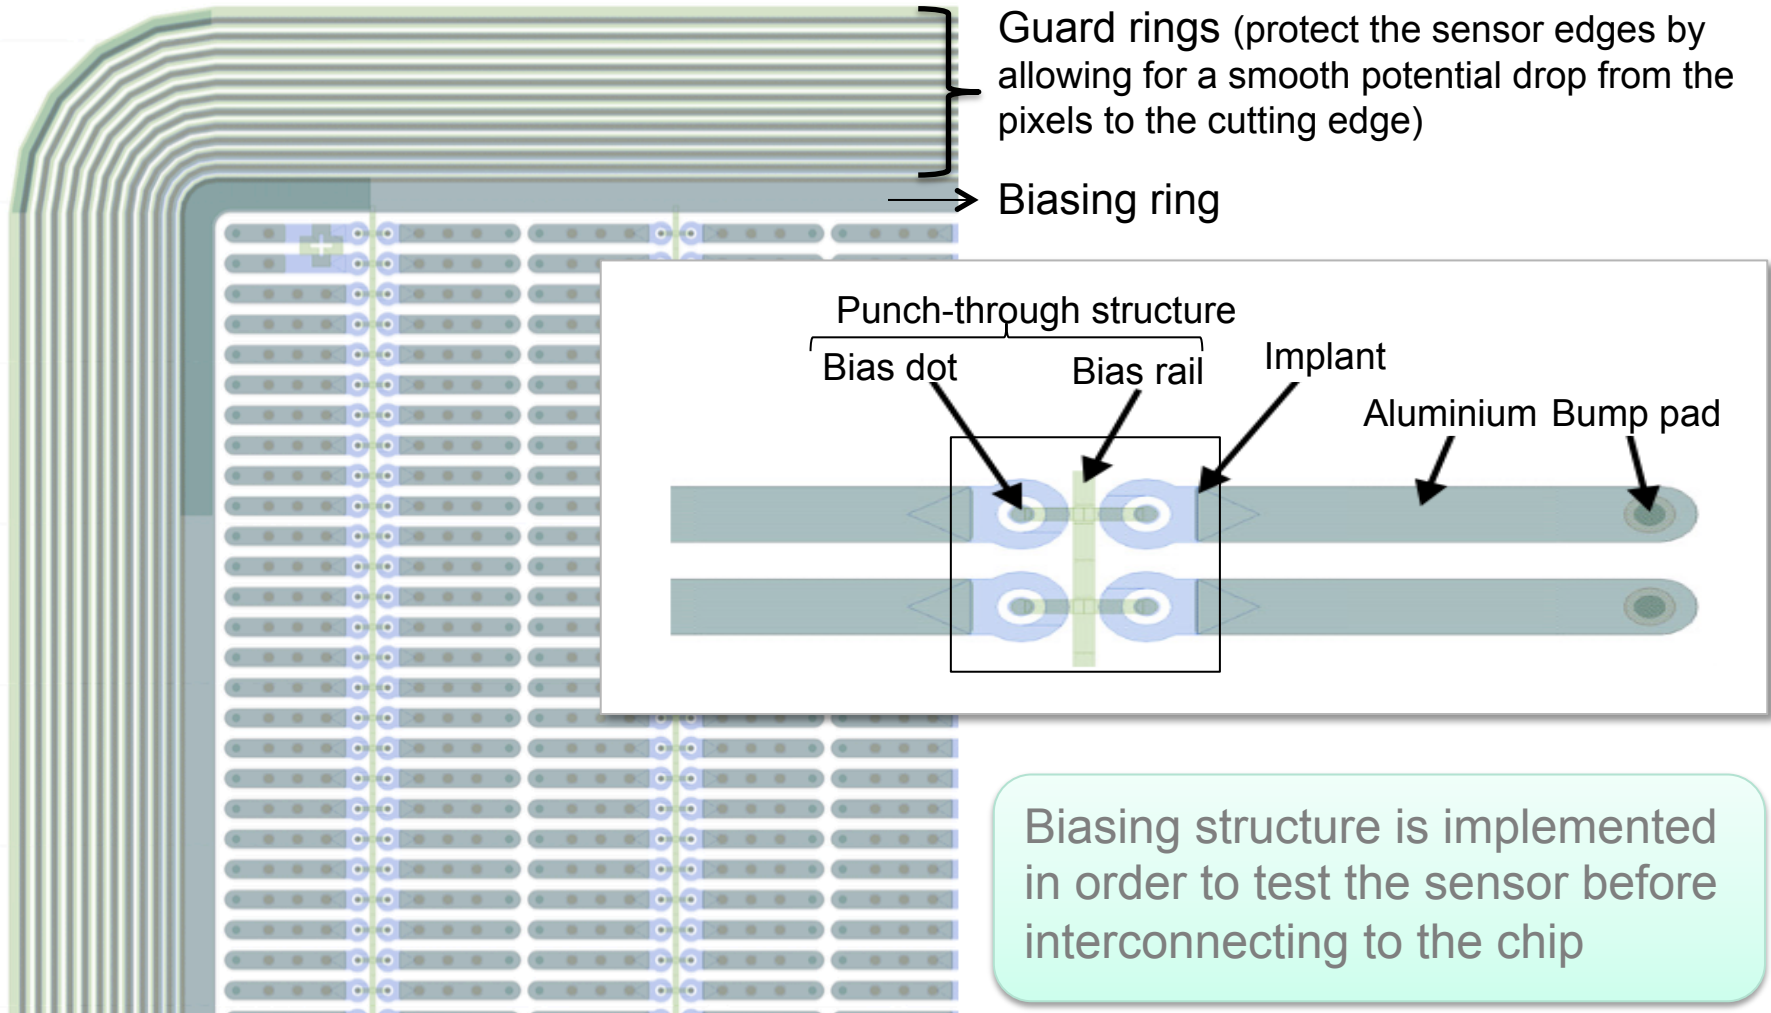 Guard rings (protect the sensor edges by
allowing for a smooth potential drop from the
pixels to the cutting edge)
Biasing ring
Punch-through structure
Bias dot
Bias rail
Implant
Aluminium
Bump pad
Biasing structure is implemented
in order to test the sensor before
interconnecting to the chip